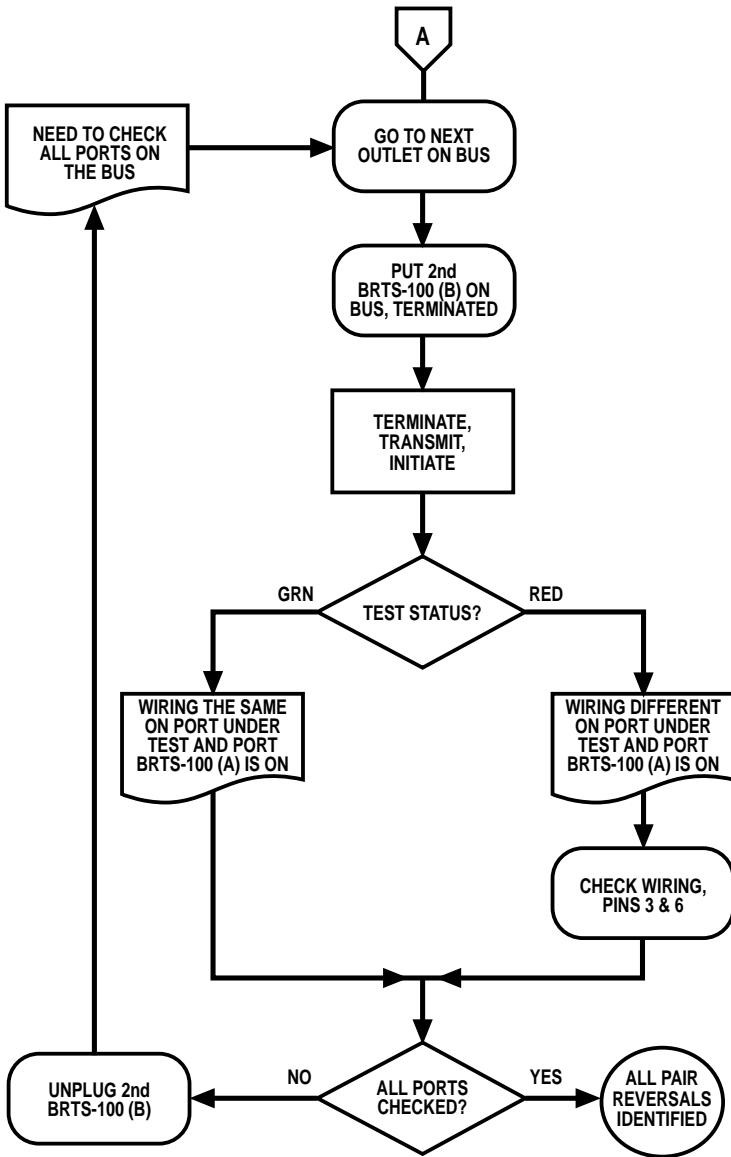 A
NEED TO CHECK
ALL PORTS ON
THE BUS
GO TO NEXT
OUTLET ON BUS
PUT 2nd
BRTS-100 (B) ON
BUS, TERMINATED
TERMINATE,
TRANSMIT,
INITIATE
GRN
TEST STATUS?
RED
WIRING THE SAME
ON PORT UNDER
TEST AND PORT
BRTS-100 (A) IS ON
WIRING DIFFERENT
ON PORT UNDER
TEST AND PORT
BRTS-100 (A) IS ON
CHECK WIRING,
PINS 3 & 6
UNPLUG 2nd
BRTS-100 (B)
NO
ALL PORTS
CHECKED?
YES
ALL PAIR
REVERSALS
IDENTIFIED